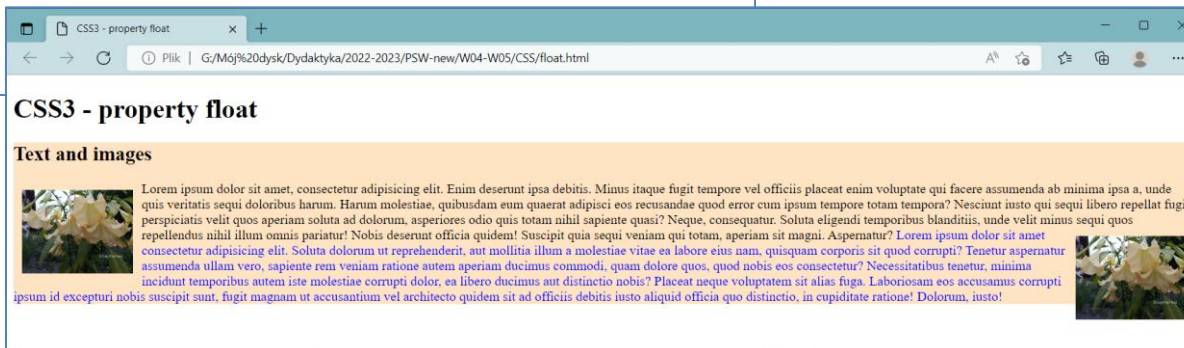 CSS3 - property float
Plik | G:/Mój%20dysk/Dydaktyka/2022-2023/PSW-new/W04-W05/CSS/float.html
CSS3 - property float
Text and images
Lorem ipsum dolor sit amet, consectetur adipisicing elit. Enim deserunt ipsa debitis. Minus itaque fugit tempore vel officiis placeat enim voluptate qui facere assumenda ab minima ipsa a, unde
quis veritatis sequi doloribus harum. Harum molestiae, quibusdam eum quaerat adipisci eos recusandae quod error cum ipsum tempore totam tempora? Nesciunt iusto qui sequi libero repellat fugi
perspiciatis velit quos aperiam soluta ad dolorum, asperiores odio quis totam nihil sapiente quasi? Neque, consequatur. Soluta eligendi temporibus blanditiis, unde velit minus sequi quos
repellendus nihil illum omnis pariatur! Nobis deserunt officia quidem! Suscipit quia sequi veniam qui totam, aperiam sit magni. Aspernatur? Lorem ipsum dolor sit amet
consectetur adipisicing elit. Soluta dolorum ut reprehenderit, aut mollitia illum a molestiae vitae ea labore eius nam, quisquam corporis sit quod corrupti? Tenetur aspernatur
assumenda ullam vero, sapiente rem veniam ratione autem aperiam ducimus commodi, quam dolore quos, quod nobis eos consectetur? Necessitatibus tenetur, minima
incidunt temporibus autem iste molestiae corrupti dolor, ea libero ducimus aut distinctio nobis? Placeat neque voluptatem sit alias fuga. Laboriosam eos accusamus corrupti
ipsum id excepturi nobis suscipit sunt, fugit magnam ut accusantium vel architecto quidem sit ad officiis debitis iusto aliquid officia quo distinctio, in cupiditate ratione! Dolorum, iusto!